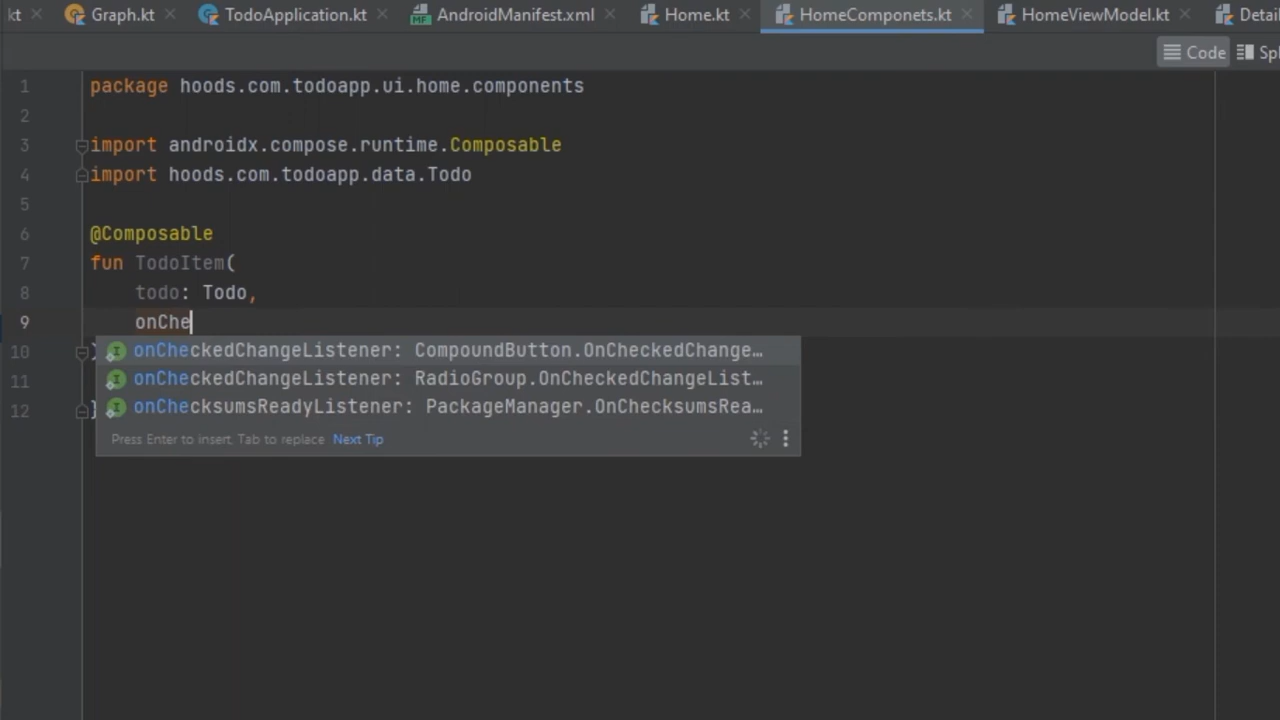 kt Graph.kt TodoApplication.kt AndroidManifest.xml Home.kt HomeComponets.kt HomeViewModel.kt Detai
Code Spl
1 package hoods.com.todoapp.ui.home.components
2
3 import androidx.compose.runtime.Composable
4 import hoods.com.todoapp.data.Todo
5
6 @Composable
7 fun TodoItem(
8 todo: Todo,
9 onChe
10 )
onCheckedChangeListener: CompoundButton.OnCheckedChange…
11
onCheckedChangeListener: RadioGroup.OnCheckedChangeList…
12 }
onChecksumsReadyListener: PackageManager.OnChecksumsRea…
Press Enter to insert, Tab to replace Next Tip